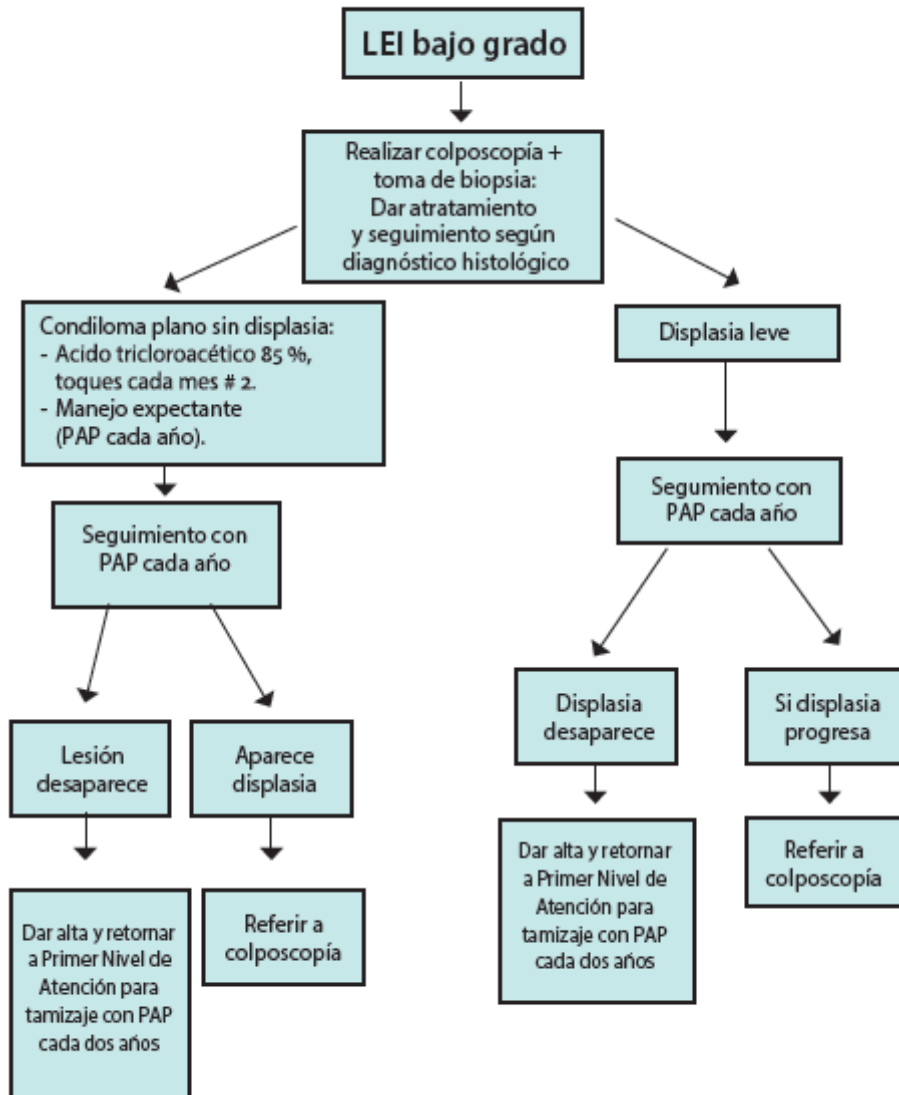 LEI bajo grado
Realizar colposcopía +
toma de biopsia:
Dar atratamiento
y seguimiento según
diagnóstico histológico
Condiloma plano sin displasia:
- Acido tricloroacético 85 %,
toques cada mes # 2.
- Manejo expectante
(PAP cada año).
Seguimiento con
PAP cada año
Lesión
desaparece
Aparece
displasia
Dar alta y retornar
a Primer Nivel de
Atención para
tamizaje con PAP
cada dos años
Referir a
colposcopía
Displasia leve
Segumiento con
PAP cada año
Displasia
desaparece
Si displasia
progresa
Dar alta y retornar
a Primer Nivel de
Atención para
tamizaje con PAP
cada dos años
Referir a
colposcopía